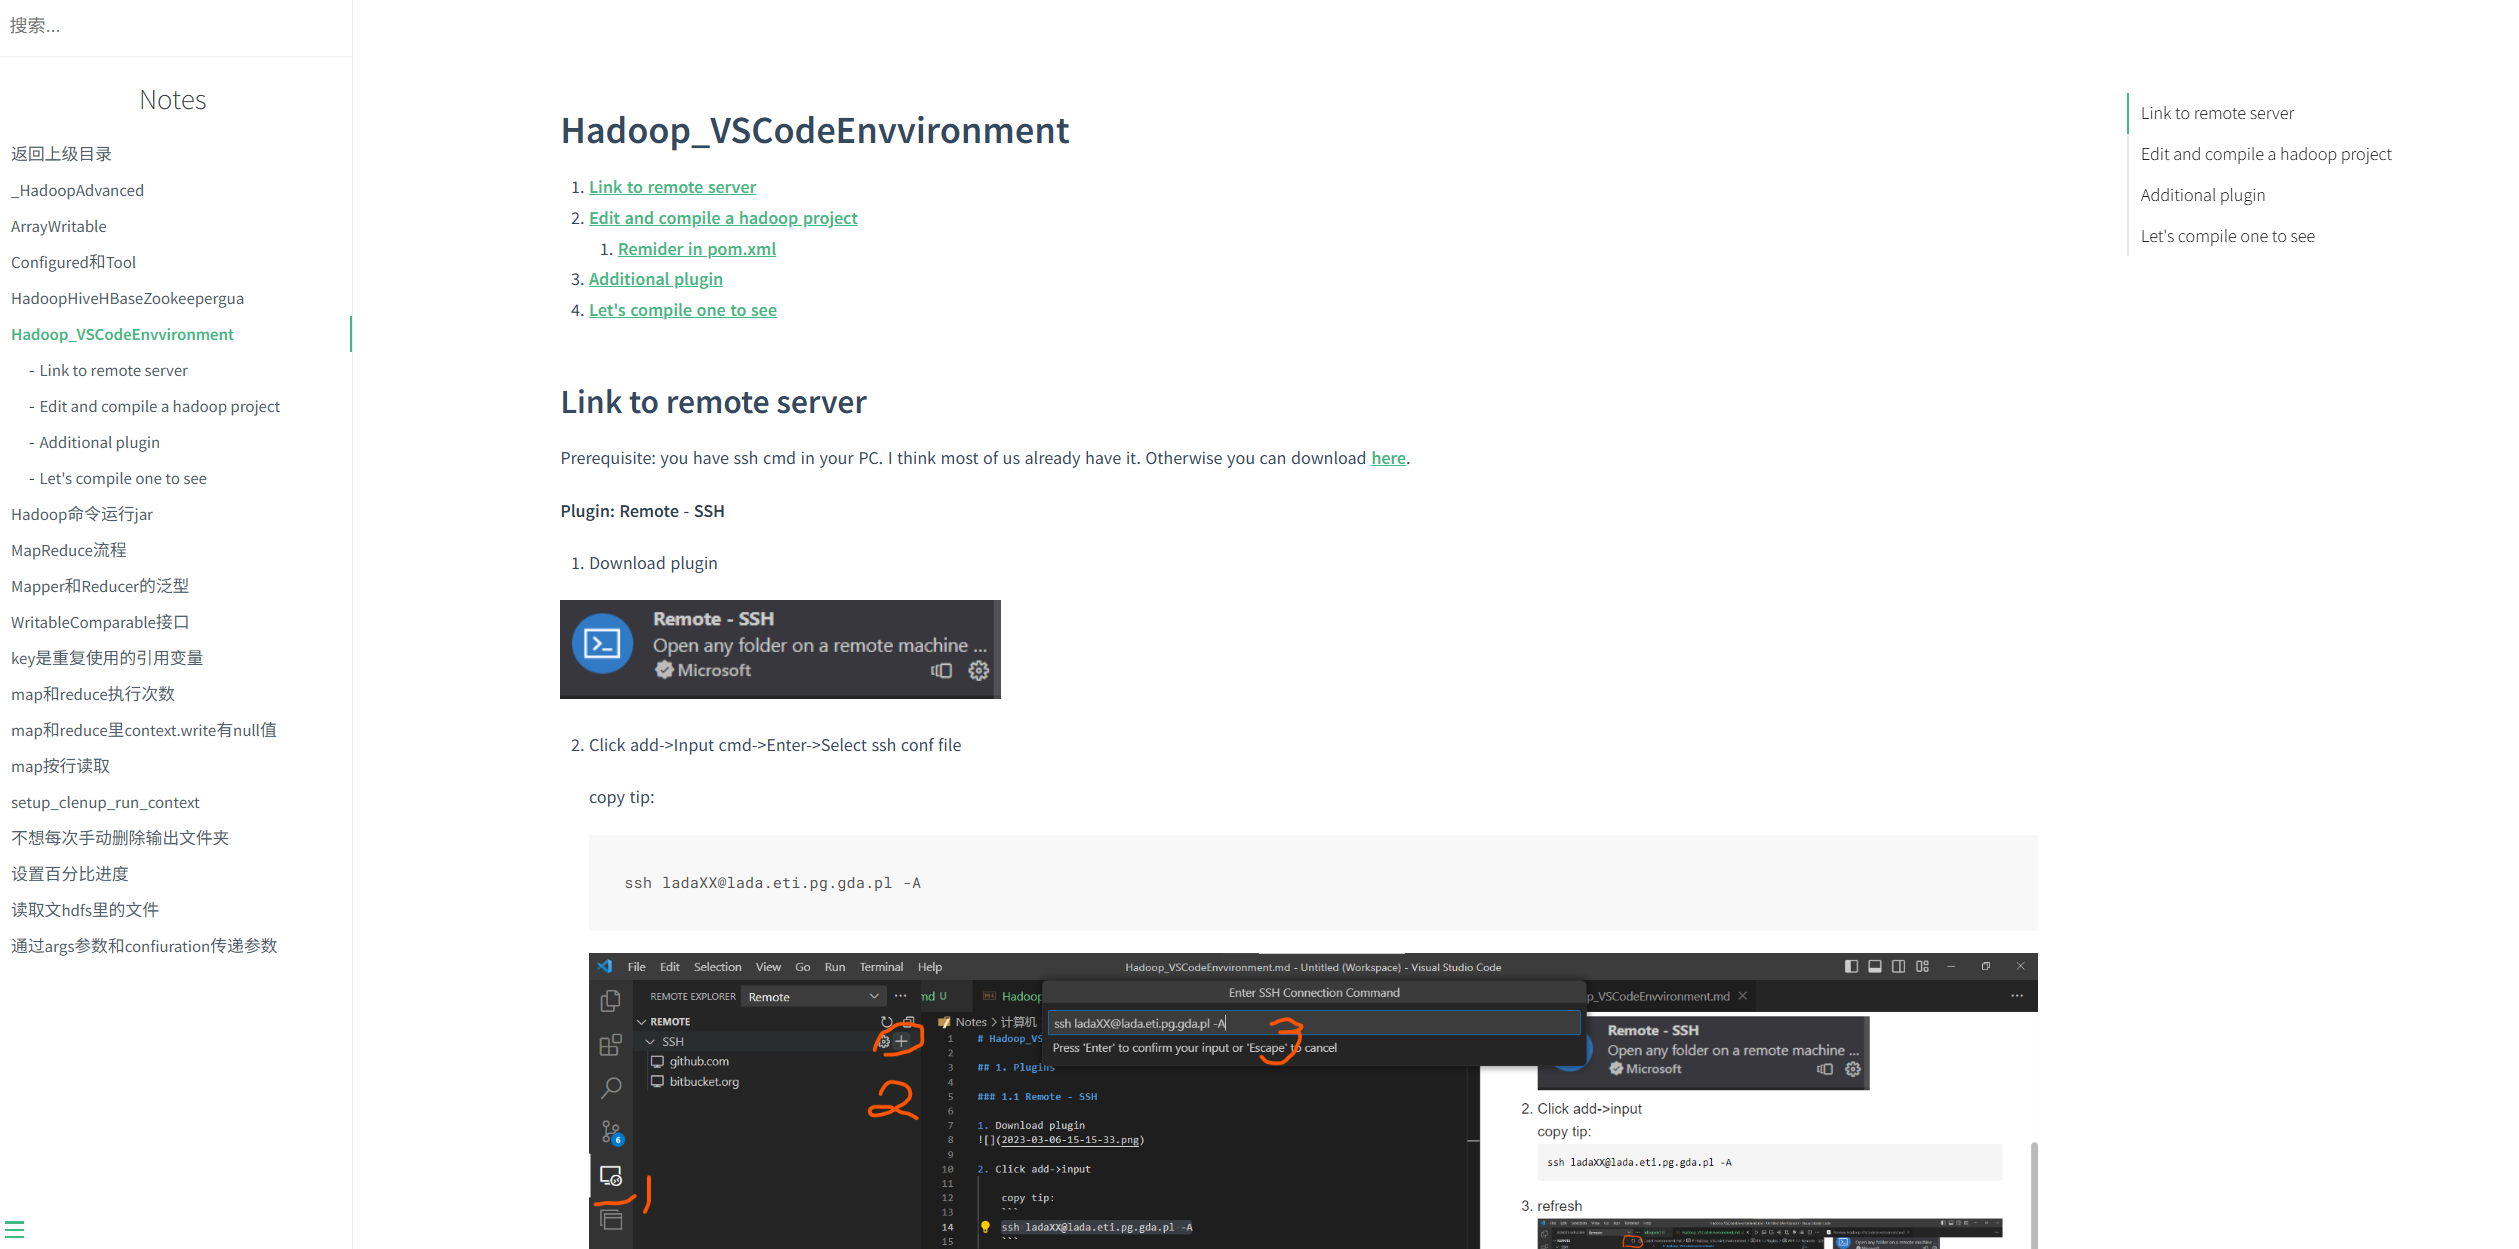 搜索...
Notes
返回上级目录
_HadoopAdvanced
ArrayWritable
Configured和Tool
HadoopHiveHBaseZookeepergua
Hadoop_VSCodeEnvvironment
- Link to remote server
- Edit and compile a hadoop project
- Additional plugin
- Let's compile one to see
Hadoop命令运行jar
MapReduce流程
Mapper和Reducer的泛型
WritableComparable接口
key是重复使用的引用变量
map和reduce执行次数
map和reduce里context.write有null值
map按行读取
setup_clenup_run_context
不想每次手动删除输出文件夹
设置百分比进度
读取文hdfs里的文件
通过args参数和confiuration传递参数
Hadoop_VSCodeEnvvironment
1. Link to remote server
2. Edit and compile a hadoop project
1. Remider in pom.xml
3. Additional plugin
4. Let's compile one to see
Link to remote server
Prerequisite: you have ssh cmd in your PC. I think most of us already have it. Otherwise you can download here.
Plugin: Remote - SSH
1. Download plugin
Remote - SSH
Open any folder on a remote machine ...
Microsoft
2. Click add->Input cmd->Enter->Select ssh conf file
copy tip:
ssh ladaXX@lada.eti.pg.gda.pl -A
File Edit Selection View Go Run Terminal Help
Hadoop_VSCodeEnvvironment.md - Untitled (Workspace) - Visual Studio Code
REMOTE EXPLORER Remote
REMOTE
SSH
github.com
bitbucket.org
6
1
2
3
nd U
Hadoop
Enter SSH Connection Command
ssh ladaXX@lada.eti.pg.gda.pl -A
Press 'Enter' to confirm your input or 'Escape' to cancel
p_VSCodeEnvvironment.md
Notes > 计算机
1 # Hadoop_VS
2
3 ## 1. Plugins
4
5 ### 1.1 Remote - SSH
6
7 1. Download plugin
8 ![](2023-03-06-15-15-33.png)
9
10 2. Click add->input
11
12 copy tip:
13 ```
14 ssh ladaXX@lada.eti.pg.gda.pl -A
15 ```
Remote - SSH
Open any folder on a remote machine ...
Microsoft
2. Click add->input
copy tip:
ssh ladaXX@lada.eti.pg.gda.pl -A
3. refresh
Link to remote server
Edit and compile a hadoop project
Additional plugin
Let's compile one to see